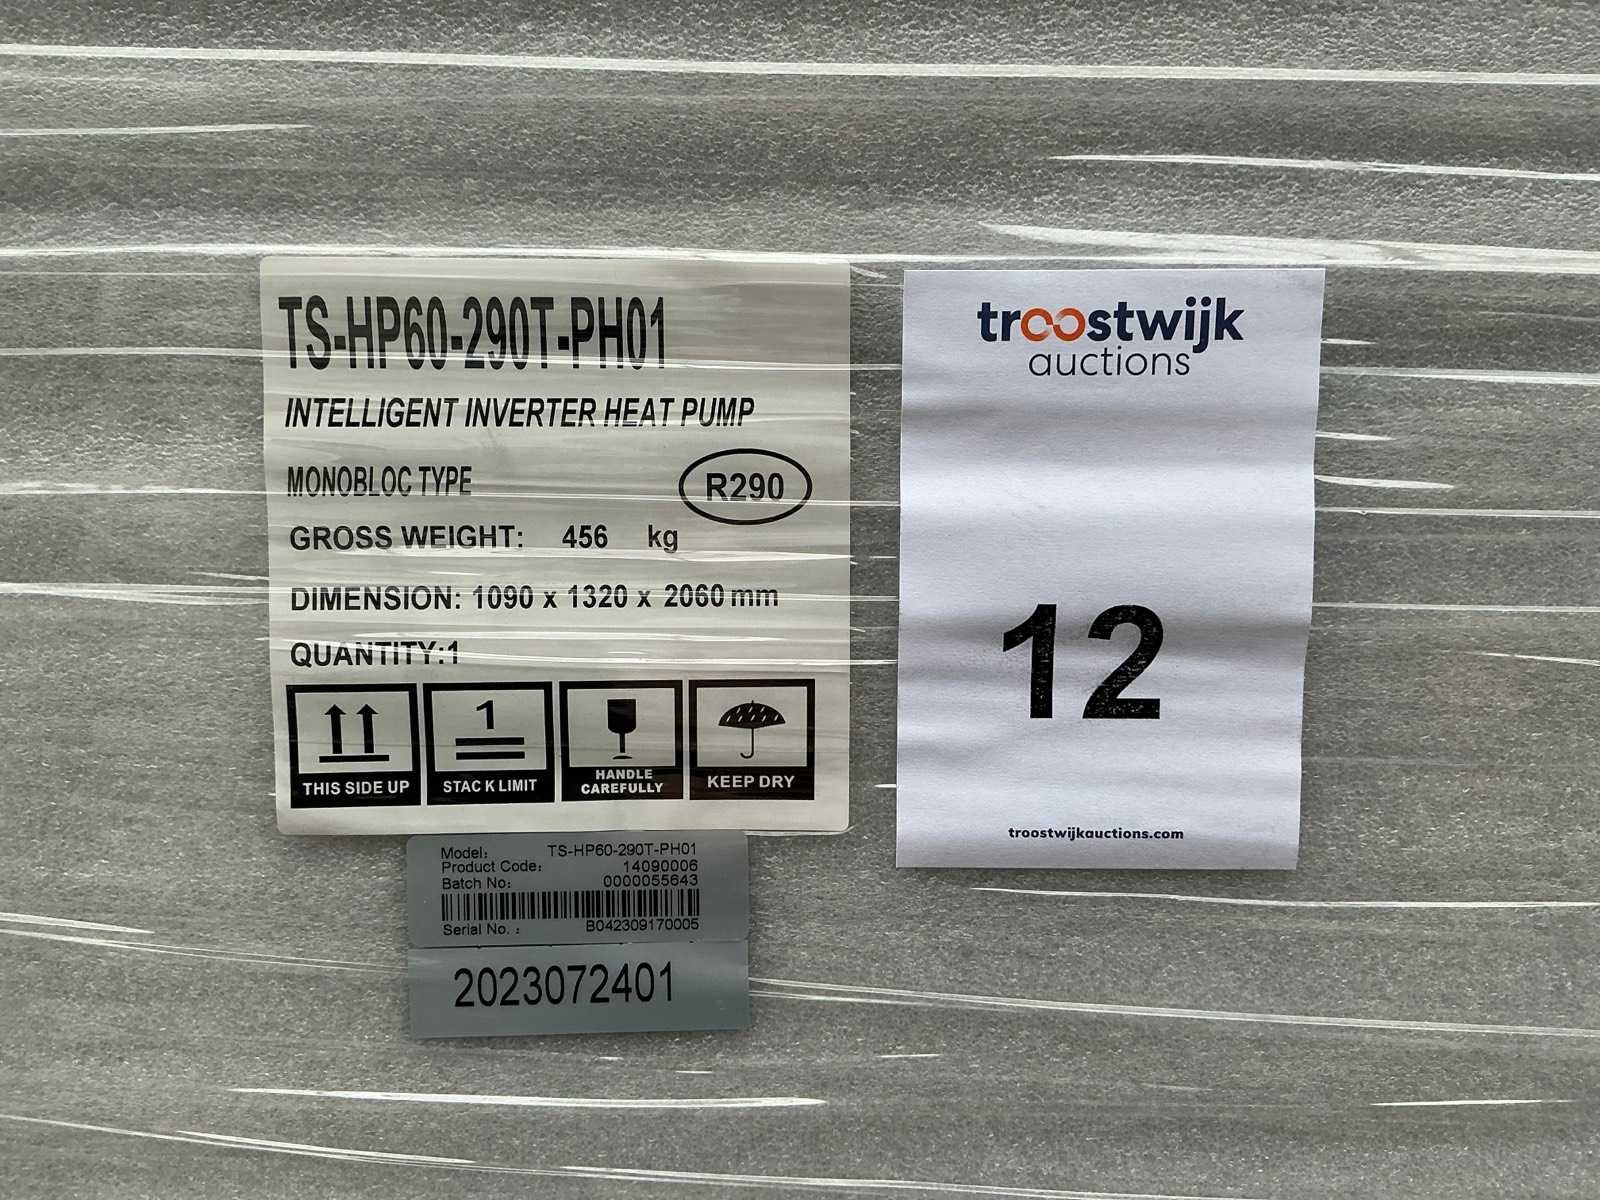 TS-HP60-290T-PH01
INTELLIGENT INVERTER HEAT PUMP
MONOBLOC TYPE
R290
GROSS WEIGHT: 456 kg
DIMENSION: 1090 x 1320 x 2060 mm
QUANTITY:1
THIS SIDE UP
1
STAC K LIMIT
HANDLE
CAREFULLY
KEEP DRY
Model: TS-HP60-290T-PH01
Product Code: 14090006
Batch No: 0000055643
Serial No. : B042309170005
2023072401
troostwijk
auctions
12
troostwijkauctions.com